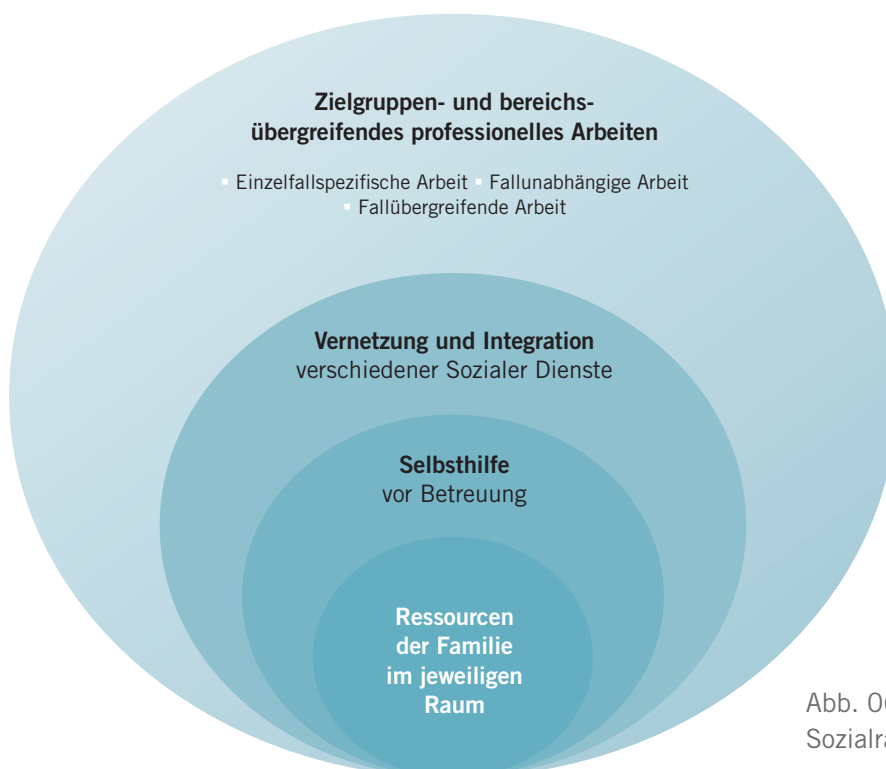 Zielgruppen- und bereichs-
übergreifendes professionelles Arbeiten
▪ Einzelfallspezifische Arbeit ▪ Fallunabhängige Arbeit
▪ Fallübergreifende Arbeit
Vernetzung und Integration
verschiedener Sozialer Dienste
Selbsthilfe
vor Betreuung
Ressourcen
der Familie
im jeweiligen
Raum
Abb.